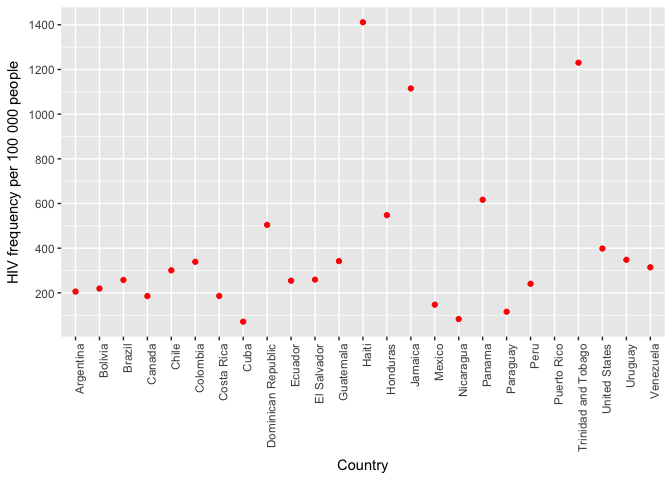 HIV frequency per 100 000 people
1400
1200
1000
800
600
400
200
Argentina
Bolivia
Brazil
Canada
Chile
Colombia
Costa Rica
Cuba
Dominican Republic
Ecuador
El Salvador
Guatemala
Haiti
Honduras
Jamaica
Mexico
Nicaragua
Panama
Paraguay
Peru
Puerto Rico
Trinidad and Tobago
United States
Uruguay
Venezuela
Country